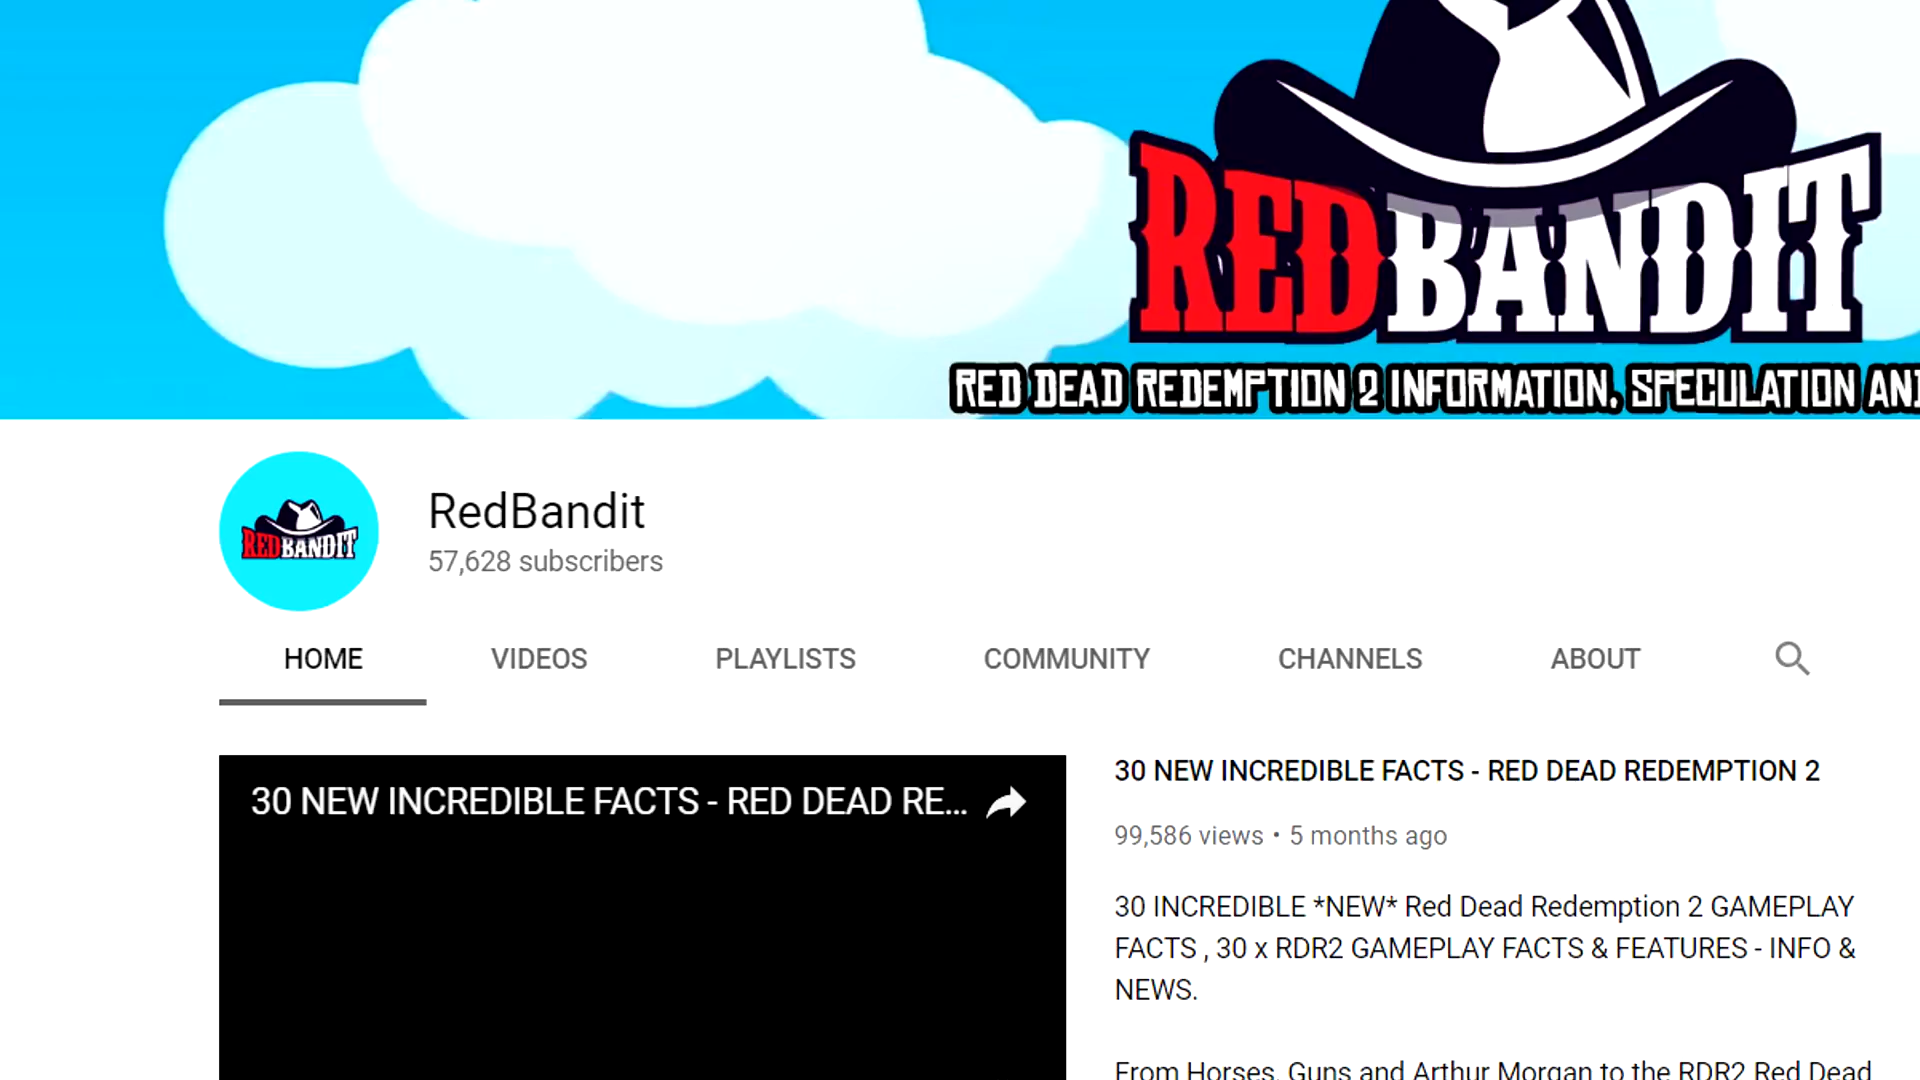 REDBANDIT
RED DEAD REDEMPTION 2 INFORMATION, SPECULATION AND
REDBANDIT
RedBandit
57,628 subscribers
HOME VIDEOS PLAYLISTS COMMUNITY CHANNELS ABOUT
30 NEW INCREDIBLE FACTS - RED DEAD RE...
30 NEW INCREDIBLE FACTS - RED DEAD REDEMPTION 2
99,586 views • 5 months ago
30 INCREDIBLE *NEW* Red Dead Redemption 2 GAMEPLAY
FACTS , 30 x RDR2 GAMEPLAY FACTS & FEATURES - INFO &
NEWS.
From Horses, Guns and Arthur Morgan to the RDR2 Red Dead